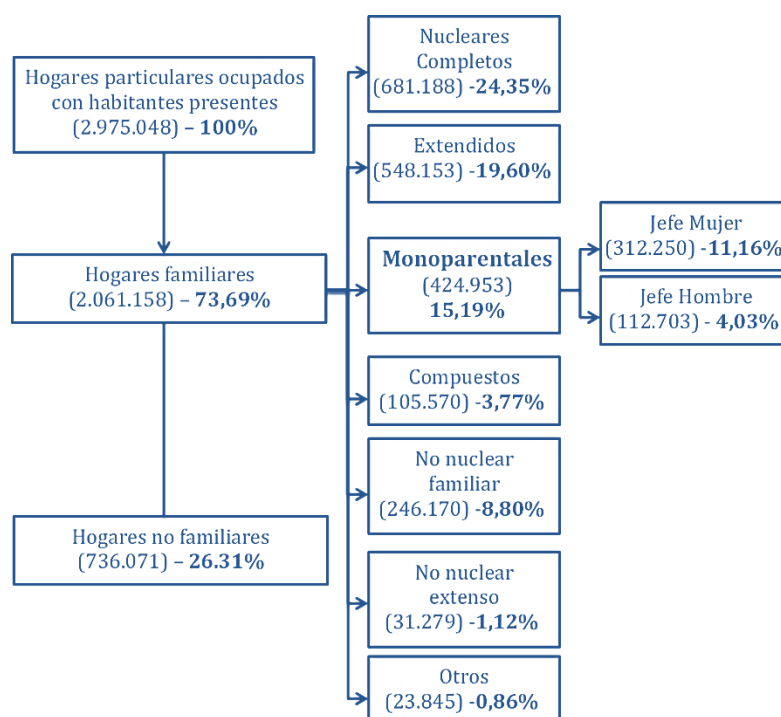 Hogares particulares ocupados
con habitantes presentes
(2.975.048) – 100%
Hogares familiares
(2.061.158) – 73,69%
Hogares no familiares
(736.071) – 26.31%
Nucleares
Completos
(681.188) -24,35%
Extendidos
(548.153) -19,60%
Monoparentales
(424.953)
15,19%
Compuestos
(105.570) -3,77%
No nuclear
familiar
(246.170) -8,80%
No nuclear
extenso
(31.279) -1,12%
Otros
(23.845) -0,86%
Jefe Mujer
(312.250) -11,16%
Jefe Hombre
(112.703) - 4,03%